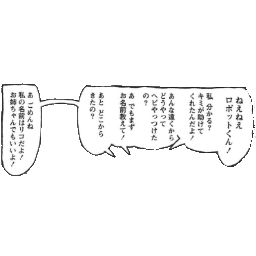 ねえねえ
ロボットくん！
私 分かる？
キミが助けて
くれたんだよ！
あんな遠くから
どうやって
ヘビやっつけた
の？
あ でもまず
お名前教えて！
あと どこから
きたの？
あ ごめんね
私の名前はリコだよ！
お姉ちゃんでもいいよ！